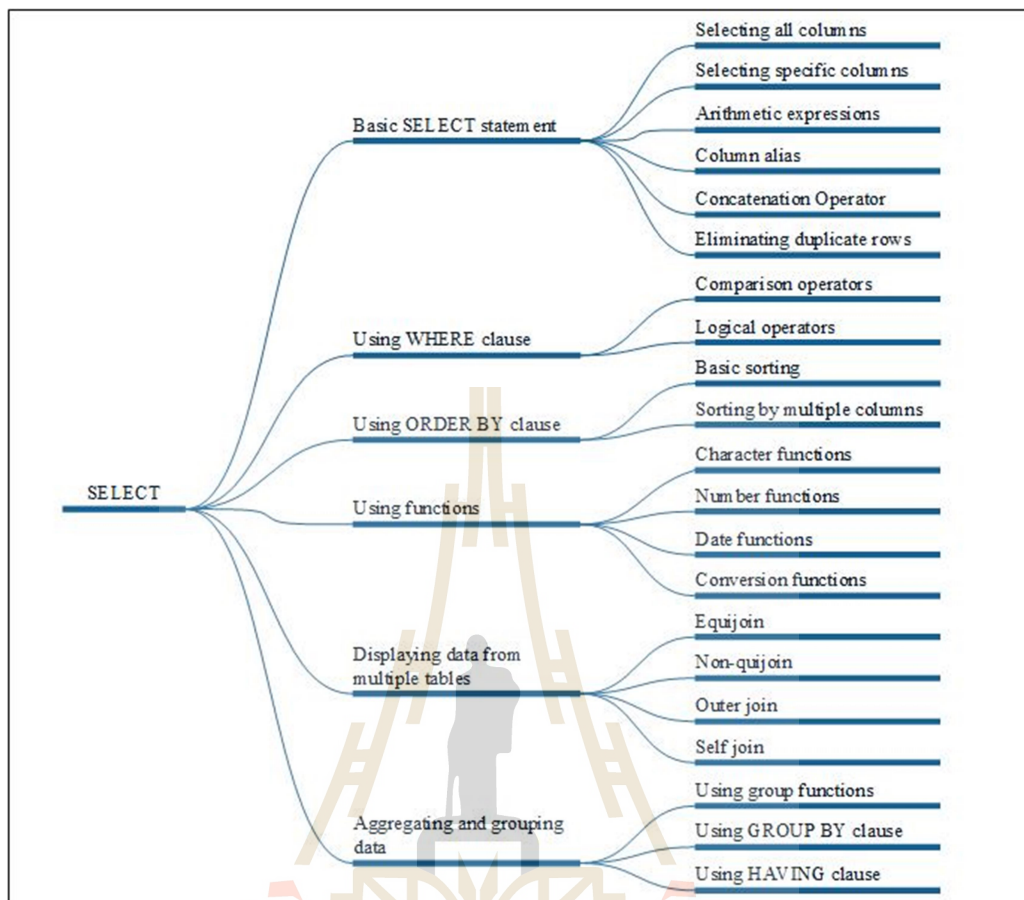 SELECT
Basic SELECT statement
Selecting all columns
Selecting specific columns
Arithmetic expressions
Column alias
Concatenation Operator
Eliminating duplicate rows
Using WHERE clause
Comparison operators
Logical operators
Using ORDER BY clause
Basic sorting
Sorting by multiple columns
Using functions
Character functions
Number functions
Date functions
Conversion functions
Displaying data from
multiple tables
Equijoin
Non-quijoin
Outer join
Self join
Aggregating and grouping
data
Using group functions
Using GROUP BY clause
Using HAVING clause